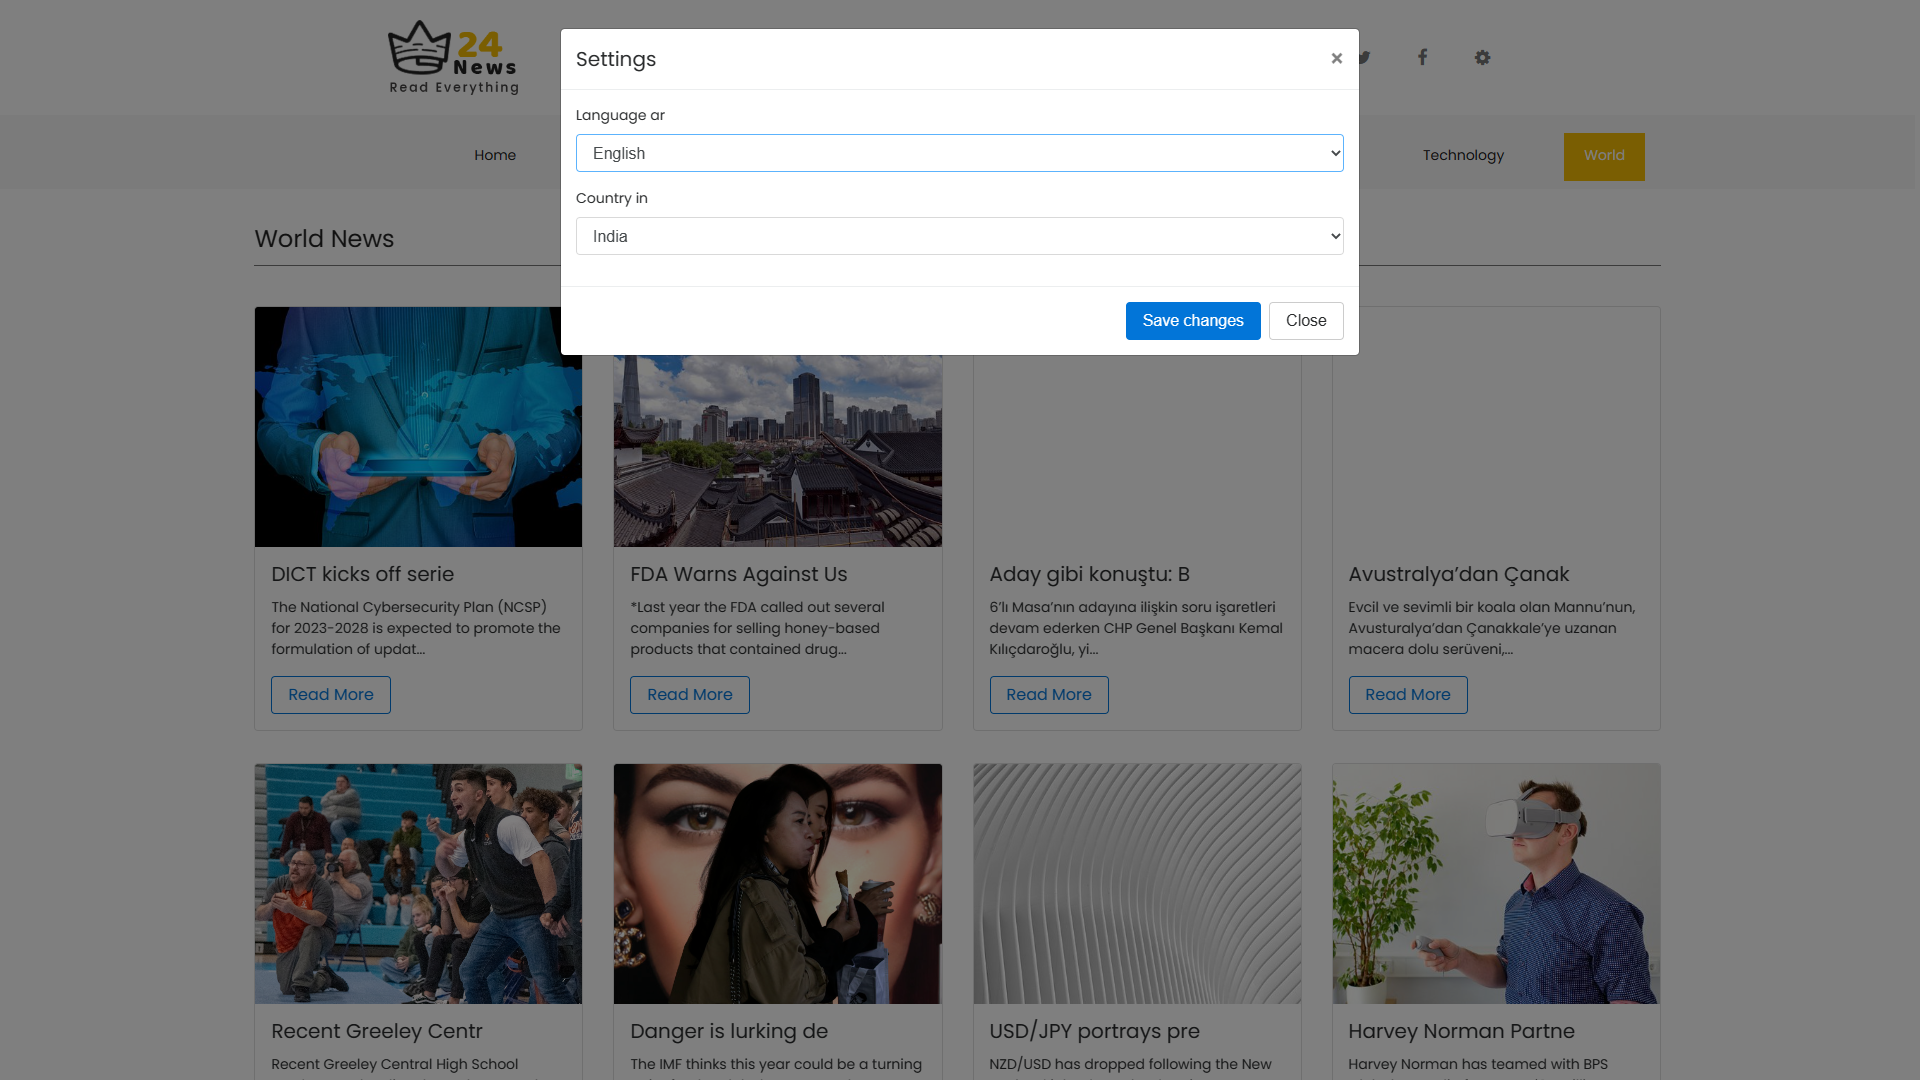 24
News
Read Everything
Settings
×
Language ar
English
Country in
India
Save changes
Close
Home
Technology
World
World News
DICT kicks off serie
The National Cybersecurity Plan (NCSP)
for 2023-2028 is expected to promote the
formulation of updat...
Read More
FDA Warns Against Us
*Last year the FDA called out several
companies for selling honey-based
products that contained drug...
Read More
Aday gibi konuştu: B
6’lı Masa’nın adayına ilişkin soru işaretleri
devam ederken CHP Genel Başkanı Kemal
Kılıçdaroğlu, yi...
Read More
Avustralya’dan Çanak
Evcil ve sevimli bir koala olan Mannu’nun,
Avusturalya’dan Çanakkale’ye uzanan
macera dolu serüveni,...
Read More
Recent Greeley Centr
Recent Greeley Central High School
Danger is lurking de
The IMF thinks this year could be a turning
USD/JPY portrays pre
NZD/USD has dropped following the New
Harvey Norman Partne
Harvey Norman has teamed with BPS